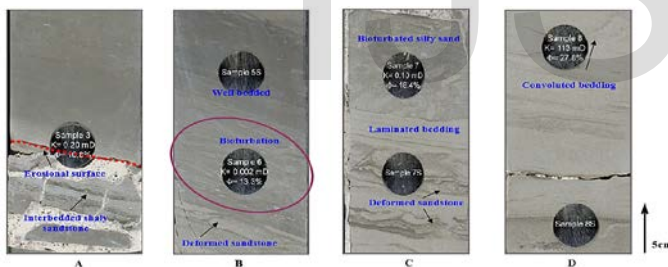 Sample 3
K= 0.20 mD
Erosional surface
Interbedded shaly
sandstone
A
Sample 5S
Well bedded
Bioturbation
Sample 6
K= 0.002 mD
Φ= 13.3%
Deformed sandstone
B
Bioturbated silty sand
Sample 7
K= 0.10 mD
Φ= 18.4%
Laminated bedding
Sample 7S
Deformed sandstone
C
Sample 8
K= 113 mD
Φ= 27.8%
Convoluted bedding
Sample 8S
5cm
D